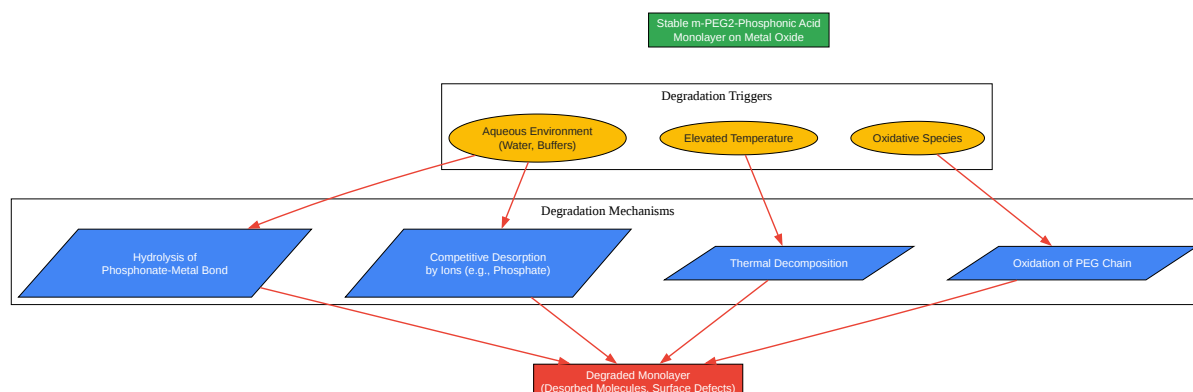 Stable m-PEG2-Phosphonic Acid
Monolayer on Metal Oxide
Degradation Triggers
Aqueous Environment
(Water, Buffers)
Elevated Temperature
Oxidative Species
Degradation Mechanisms
Hydrolysis of
Phosphonate-Metal Bond
Competitive Desorption
by Ions (e.g., Phosphate)
Thermal Decomposition
Oxidation of PEG Chain
Degraded Monolayer
(Desorbed Molecules, Surface Defects)